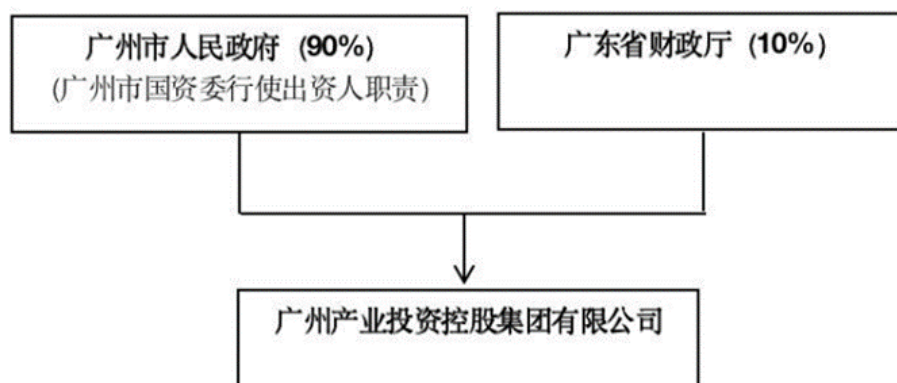 广州市人民政府 (90%)
(广州市国资委行使出资人职责)
广东省财政厅 (10%)
广州产业投资控股集团有限公司